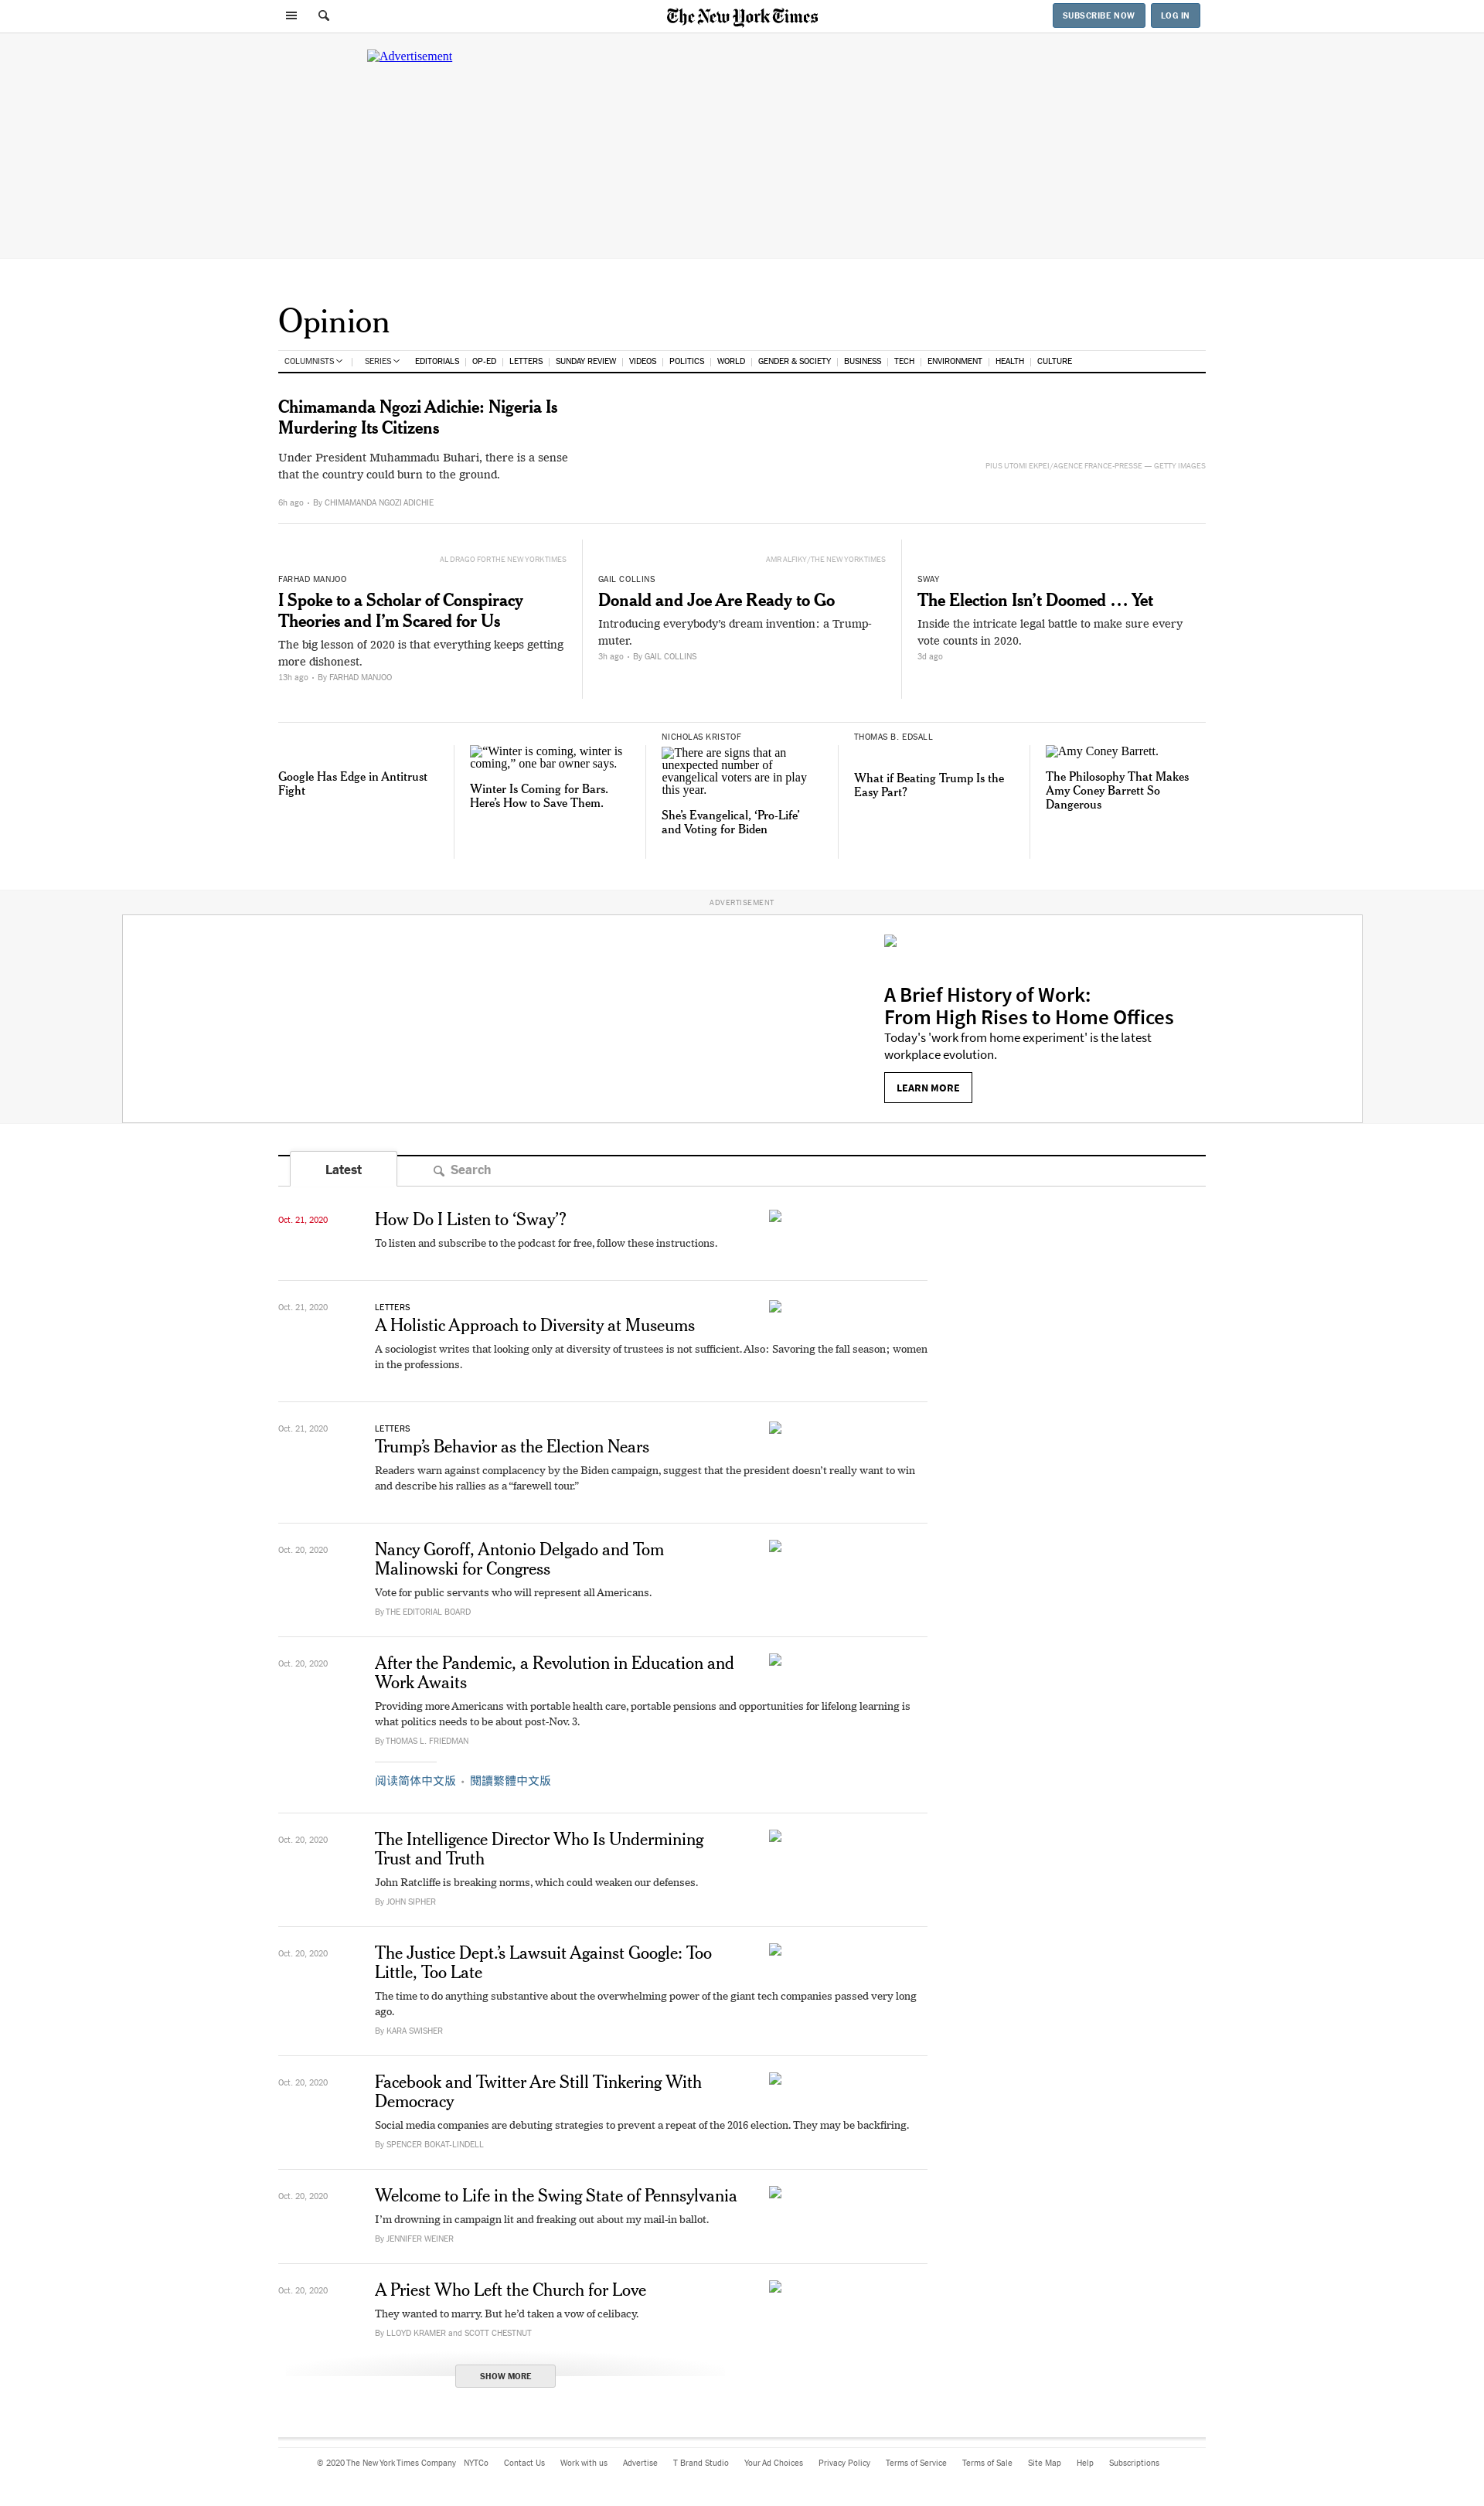 The New York Times
SUBSCRIBE NOW
LOG IN
Advertisement
Opinion
COLUMNISTS SERIES EDITORIALS OP-ED LETTERS SUNDAY REVIEW VIDEOS POLITICS WORLD GENDER & SOCIETY BUSINESS TECH ENVIRONMENT HEALTH CULTURE
Chimamanda Ngozi Adichie: Nigeria Is
Murdering Its Citizens
Under President Muhammadu Buhari, there is a sense
that the country could burn to the ground.
6h ago • By CHIMAMANDA NGOZI ADICHIE
PIUS UTOMI EKPEI/AGENCE FRANCE-PRESSE — GETTY IMAGES
AL DRAGO FOR THE NEW YORK TIMES
FARHAD MANJOO
I Spoke to a Scholar of Conspiracy
Theories and I’m Scared for Us
The big lesson of 2020 is that everything keeps getting
more dishonest.
13h ago • By FARHAD MANJOO
AMR ALFIKY/THE NEW YORK TIMES
GAIL COLLINS
Donald and Joe Are Ready to Go
Introducing everybody’s dream invention: a Trump-
muter.
3h ago • By GAIL COLLINS
SWAY
The Election Isn’t Doomed … Yet
Inside the intricate legal battle to make sure every
vote counts in 2020.
3d ago
Google Has Edge in Antitrust
Fight
“Winter is coming, winter is
coming,” one bar owner says.
Winter Is Coming for Bars.
Here’s How to Save Them.
NICHOLAS KRISTOF
There are signs that an
unexpected number of
evangelical voters are in play
this year.
She’s Evangelical, ‘Pro-Life’
and Voting for Biden
THOMAS B. EDSALL
What if Beating Trump Is the
Easy Part?
Amy Coney Barrett.
The Philosophy That Makes
Amy Coney Barrett So
Dangerous
ADVERTISEMENT
A Brief History of Work:
From High Rises to Home Offices
Today's 'work from home experiment' is the latest
workplace evolution.
LEARN MORE
Latest
Search
Oct. 21, 2020
How Do I Listen to ‘Sway’?
To listen and subscribe to the podcast for free, follow these instructions.
Oct. 21, 2020
LETTERS
A Holistic Approach to Diversity at Museums
A sociologist writes that looking only at diversity of trustees is not sufficient. Also: Savoring the fall season; women
in the professions.
Oct. 21, 2020
LETTERS
Trump’s Behavior as the Election Nears
Readers warn against complacency by the Biden campaign, suggest that the president doesn’t really want to win
and describe his rallies as a “farewell tour.”
Oct. 20, 2020
Nancy Goroff, Antonio Delgado and Tom
Malinowski for Congress
Vote for public servants who will represent all Americans.
By THE EDITORIAL BOARD
Oct. 20, 2020
After the Pandemic, a Revolution in Education and
Work Awaits
Providing more Americans with portable health care, portable pensions and opportunities for lifelong learning is
what politics needs to be about post-Nov. 3.
By THOMAS L. FRIEDMAN
阅读简体中文版 • 閱讀繁體中文版
Oct. 20, 2020
The Intelligence Director Who Is Undermining
Trust and Truth
John Ratcliffe is breaking norms, which could weaken our defenses.
By JOHN SIPHER
Oct. 20, 2020
The Justice Dept.’s Lawsuit Against Google: Too
Little, Too Late
The time to do anything substantive about the overwhelming power of the giant tech companies passed very long
ago.
By KARA SWISHER
Oct. 20, 2020
Facebook and Twitter Are Still Tinkering With
Democracy
Social media companies are debuting strategies to prevent a repeat of the 2016 election. They may be backfiring.
By SPENCER BOKAT-LINDELL
Oct. 20, 2020
Welcome to Life in the Swing State of Pennsylvania
I’m drowning in campaign lit and freaking out about my mail-in ballot.
By JENNIFER WEINER
Oct. 20, 2020
A Priest Who Left the Church for Love
They wanted to marry. But he’d taken a vow of celibacy.
By LLOYD KRAMER and SCOTT CHESTNUT
SHOW MORE
© 2020 The New York Times Company NYTCo Contact Us Work with us Advertise T Brand Studio Your Ad Choices Privacy Policy Terms of Service Terms of Sale Site Map Help Subscriptions